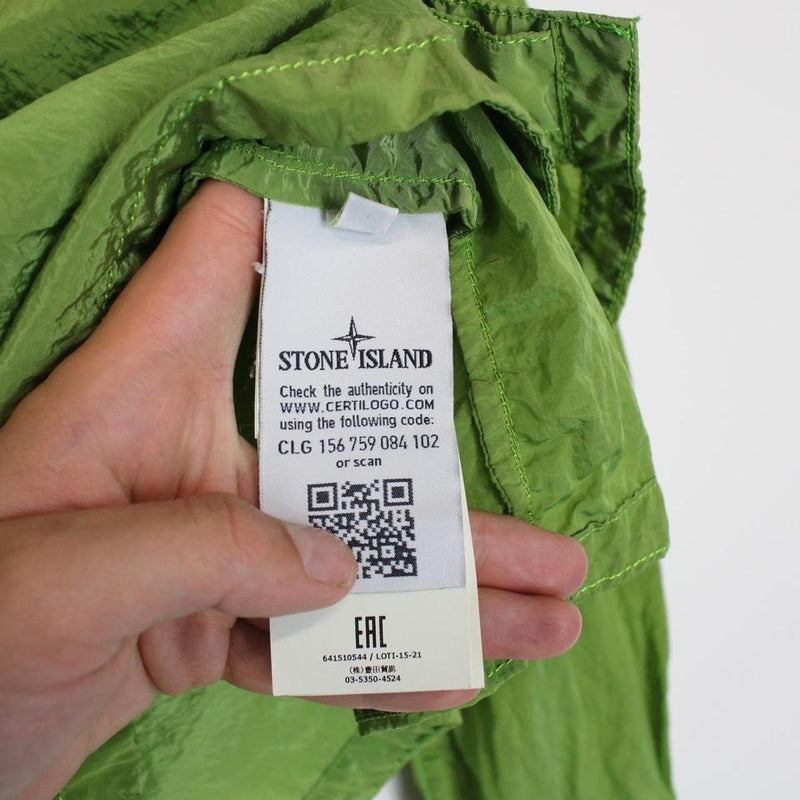 STONE ISLAND
Check the authenticity on
WWW.CERTILOGO.COM
using the following code:
CLG 156 759 084 102
or scan
EAC
641510544 / LOTI-15-21
(株)豊田貿易
03-5350-4524